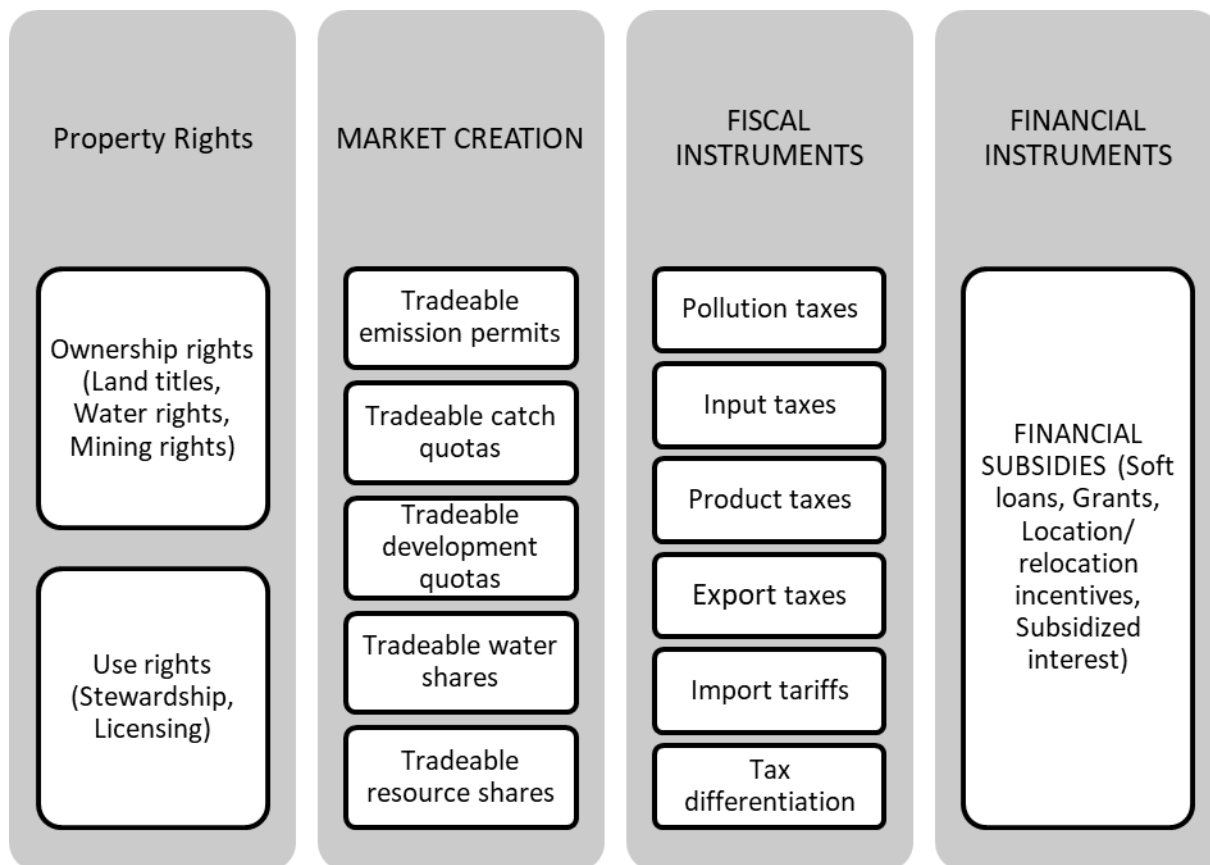 Property Rights
Ownership rights
(Land titles,
Water rights,
Mining rights)
Use rights
(Stewardship,
Licensing)
MARKET CREATION
Tradeable
emission permits
Tradeable catch
quotas
Tradeable
development
quotas
Tradeable water
shares
Tradeable
resource shares
FISCAL
INSTRUMENTS
Pollution taxes
Input taxes
Product taxes
Export taxes
Import tariffs
Tax
differentiation
FINANCIAL
INSTRUMENTS
FINANCIAL
SUBSIDIES (Soft
loans, Grants,
Location/
relocation
incentives,
Subsidized
interest)